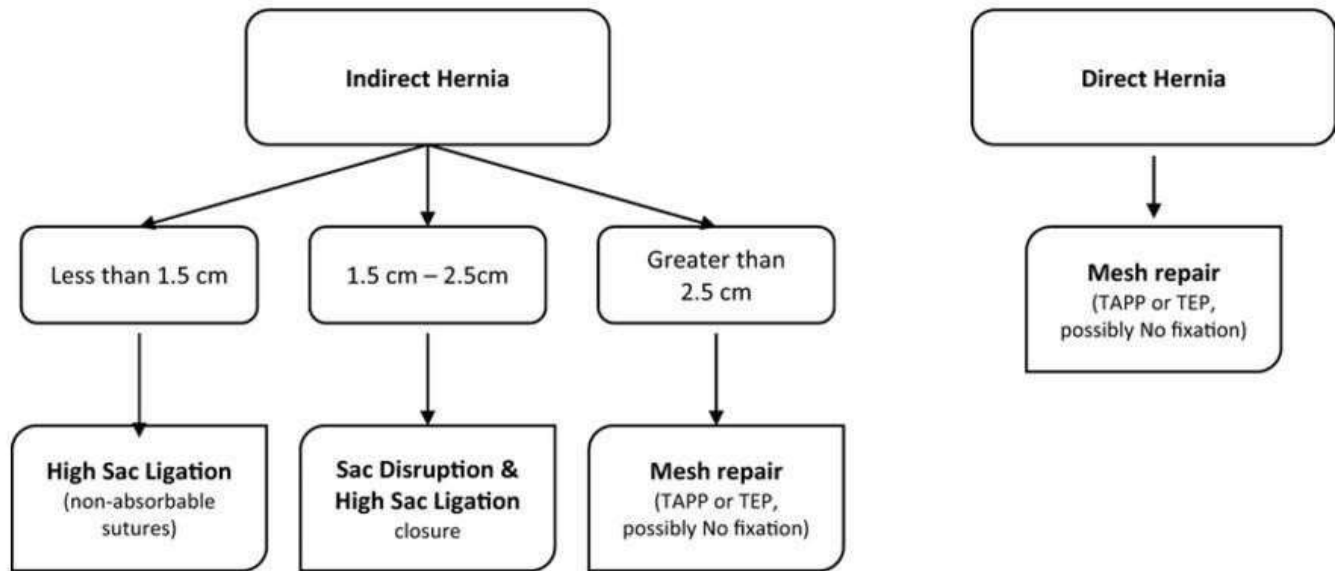 Indirect Hernia
Direct Hernia
Less than 1.5 cm
1.5 cm – 2.5cm
Greater than
2.5 cm
Mesh repair
(TAPP or TEP,
possibly No fixation)
High Sac Ligation
(non-absorbable
sutures)
Sac Disruption &
High Sac Ligation
closure
Mesh repair
(TAPP or TEP,
possibly No fixation)